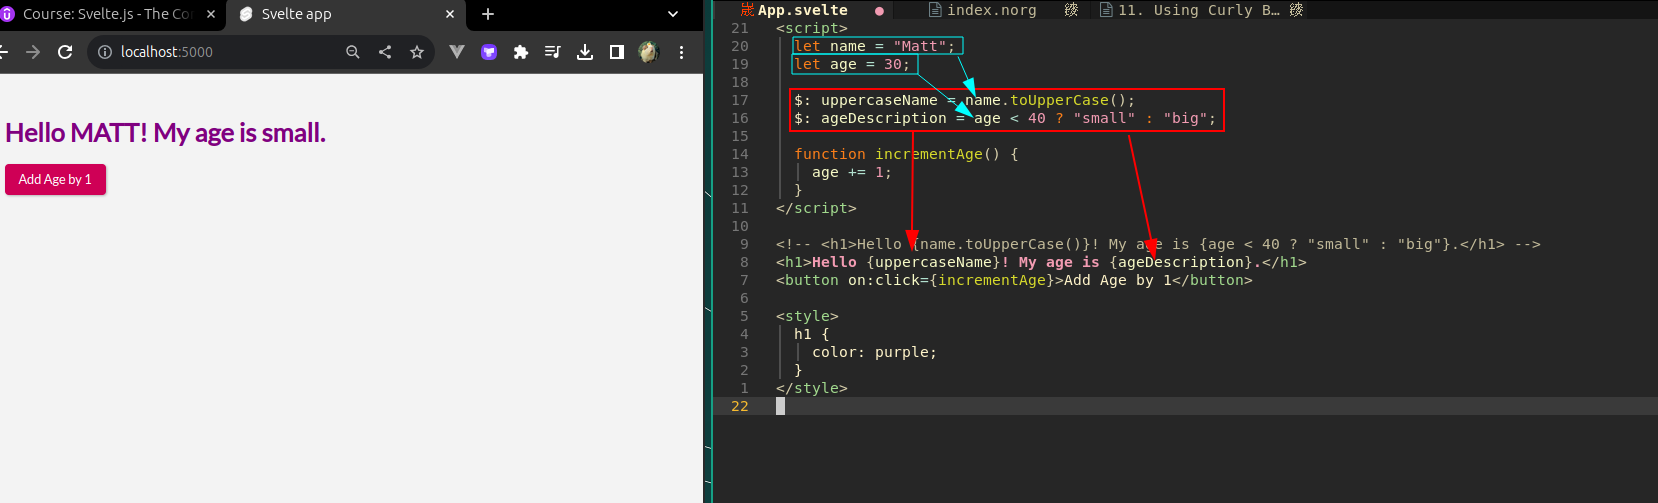 Course: Svelte.js - The Co
Svelte app
localhost:5000
Hello MATT! My age is small.
Add Age by 1
App.svelte
index.norg
11. Using Curly B…
21 <script>
20 let name = "Matt";
19 let age = 30;
18
17 $: uppercaseName = name.toUpperCase();
16 $: ageDescription = age < 40 ? "small" : "big";
15
14 function incrementAge() {
13 age += 1;
12 }
11 </script>
10
9 <!-- <h1>Hello {name.toUpperCase()}! My age is {age < 40 ? "small" : "big"}.</h1> -->
8 <h1>Hello {uppercaseName}! My age is {ageDescription}.</h1>
7 <button on:click={incrementAge}>Add Age by 1</button>
6
5 <style>
4 h1 {
3 color: purple;
2 }
1 </style>
22